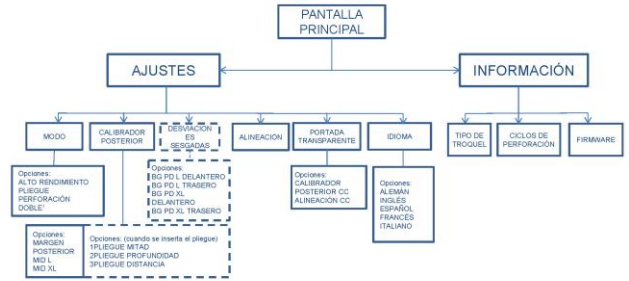 PANTALLA
PRINCIPAL
AJUSTES
INFORMACIÓN
MODO
CALIBRADOR
POSTERIOR
DESVIACION
ES
SESGADAS
ALINEACIÓN
PORTADA
TRANSPARENTE
IDIOMA
TIPO DE
TROQUEL
CICLOS DE
PERFORACIÓN
FIRMWARE
Opciones:
ALTO RENDIMIENTO
PLIEGUE
PERFORACIÓN
DOBLE¹
Opciones:
BG PD L DELANTERO
BG PD L TRASERO
BG PD XL
DELANTERO
BG PD XL TRASERO
Opciones:
CALIBRADOR
POSTERIOR CC
ALINEACIÓN CC
Opciones:
ALEMÁN
INGLÉS
ESPAÑOL
FRANCÉS
ITALIANO
Opciones:
MARGEN
POSTERIOR
MID L
MID XL
Opciones: (cuando se inserta el pliegue)
1PLIEGUE MITAD
2PLIEGUE PROFUNDIDAD
3PLIEGUE DISTANCIA